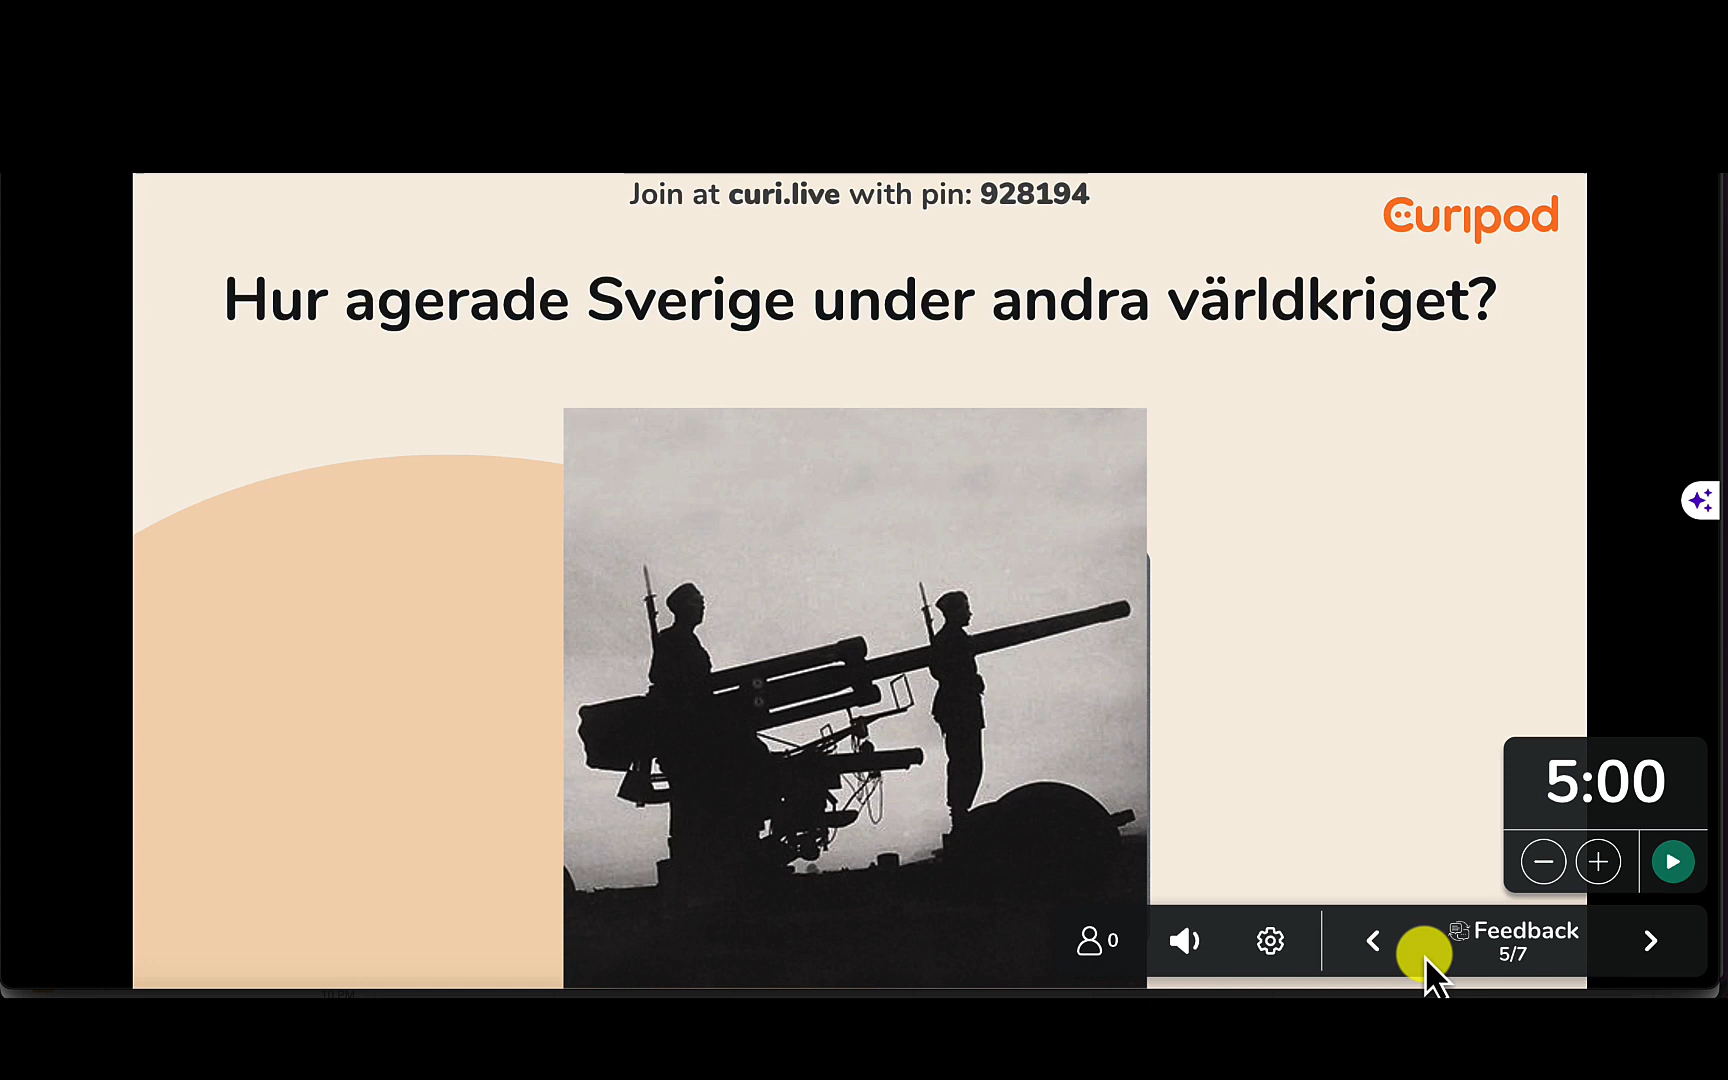 Join at curi.live with pin: 928194
Curipod
Hur agerade Sverige under andra världkriget?
5:00
0
Feedback
5/7